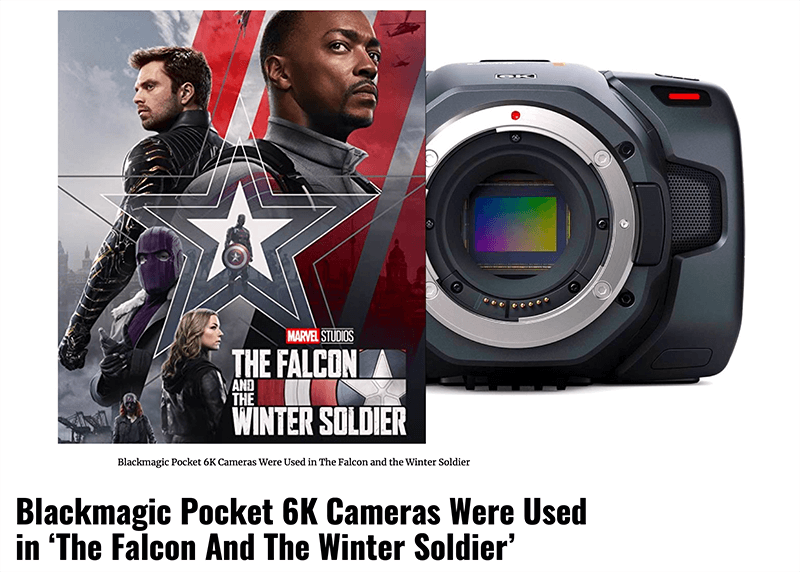 6K
MARVEL STUDIOS
THE FALCON
AND
THE
WINTER SOLDIER
Blackmagic Pocket 6K Cameras Were Used in The Falcon and the Winter Soldier
Blackmagic Pocket 6K Cameras Were Used
in ‘The Falcon And The Winter Soldier’